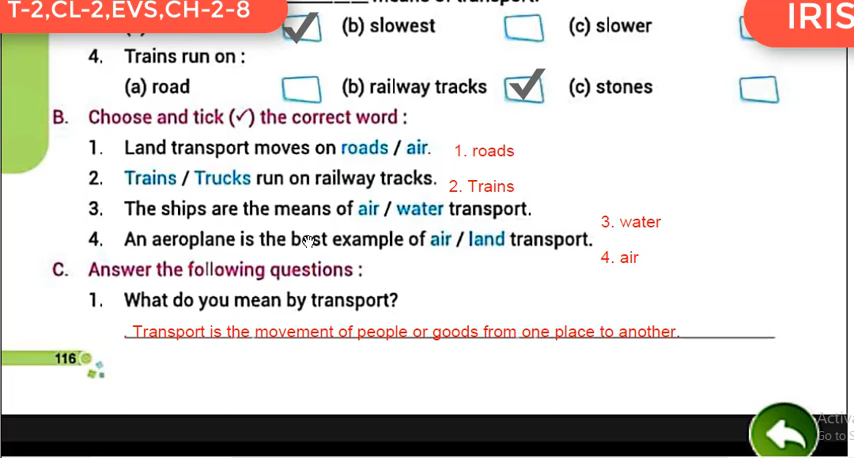 T-2,CL-2,EVS,CH-2-8
IRIS
(b) slowest (c) slower
4. Trains run on :
(a) road (b) railway tracks ✓ (c) stones
B. Choose and tick (✓) the correct word :
1. Land transport moves on roads / air. 1. roads
2. Trains / Trucks run on railway tracks. 2. Trains
3. The ships are the means of air / water transport. 3. water
4. An aeroplane is the best example of air / land transport. 4. air
C. Answer the following questions :
1. What do you mean by transport?
. Transport is the movement of people or goods from one place to another.
116
Go to